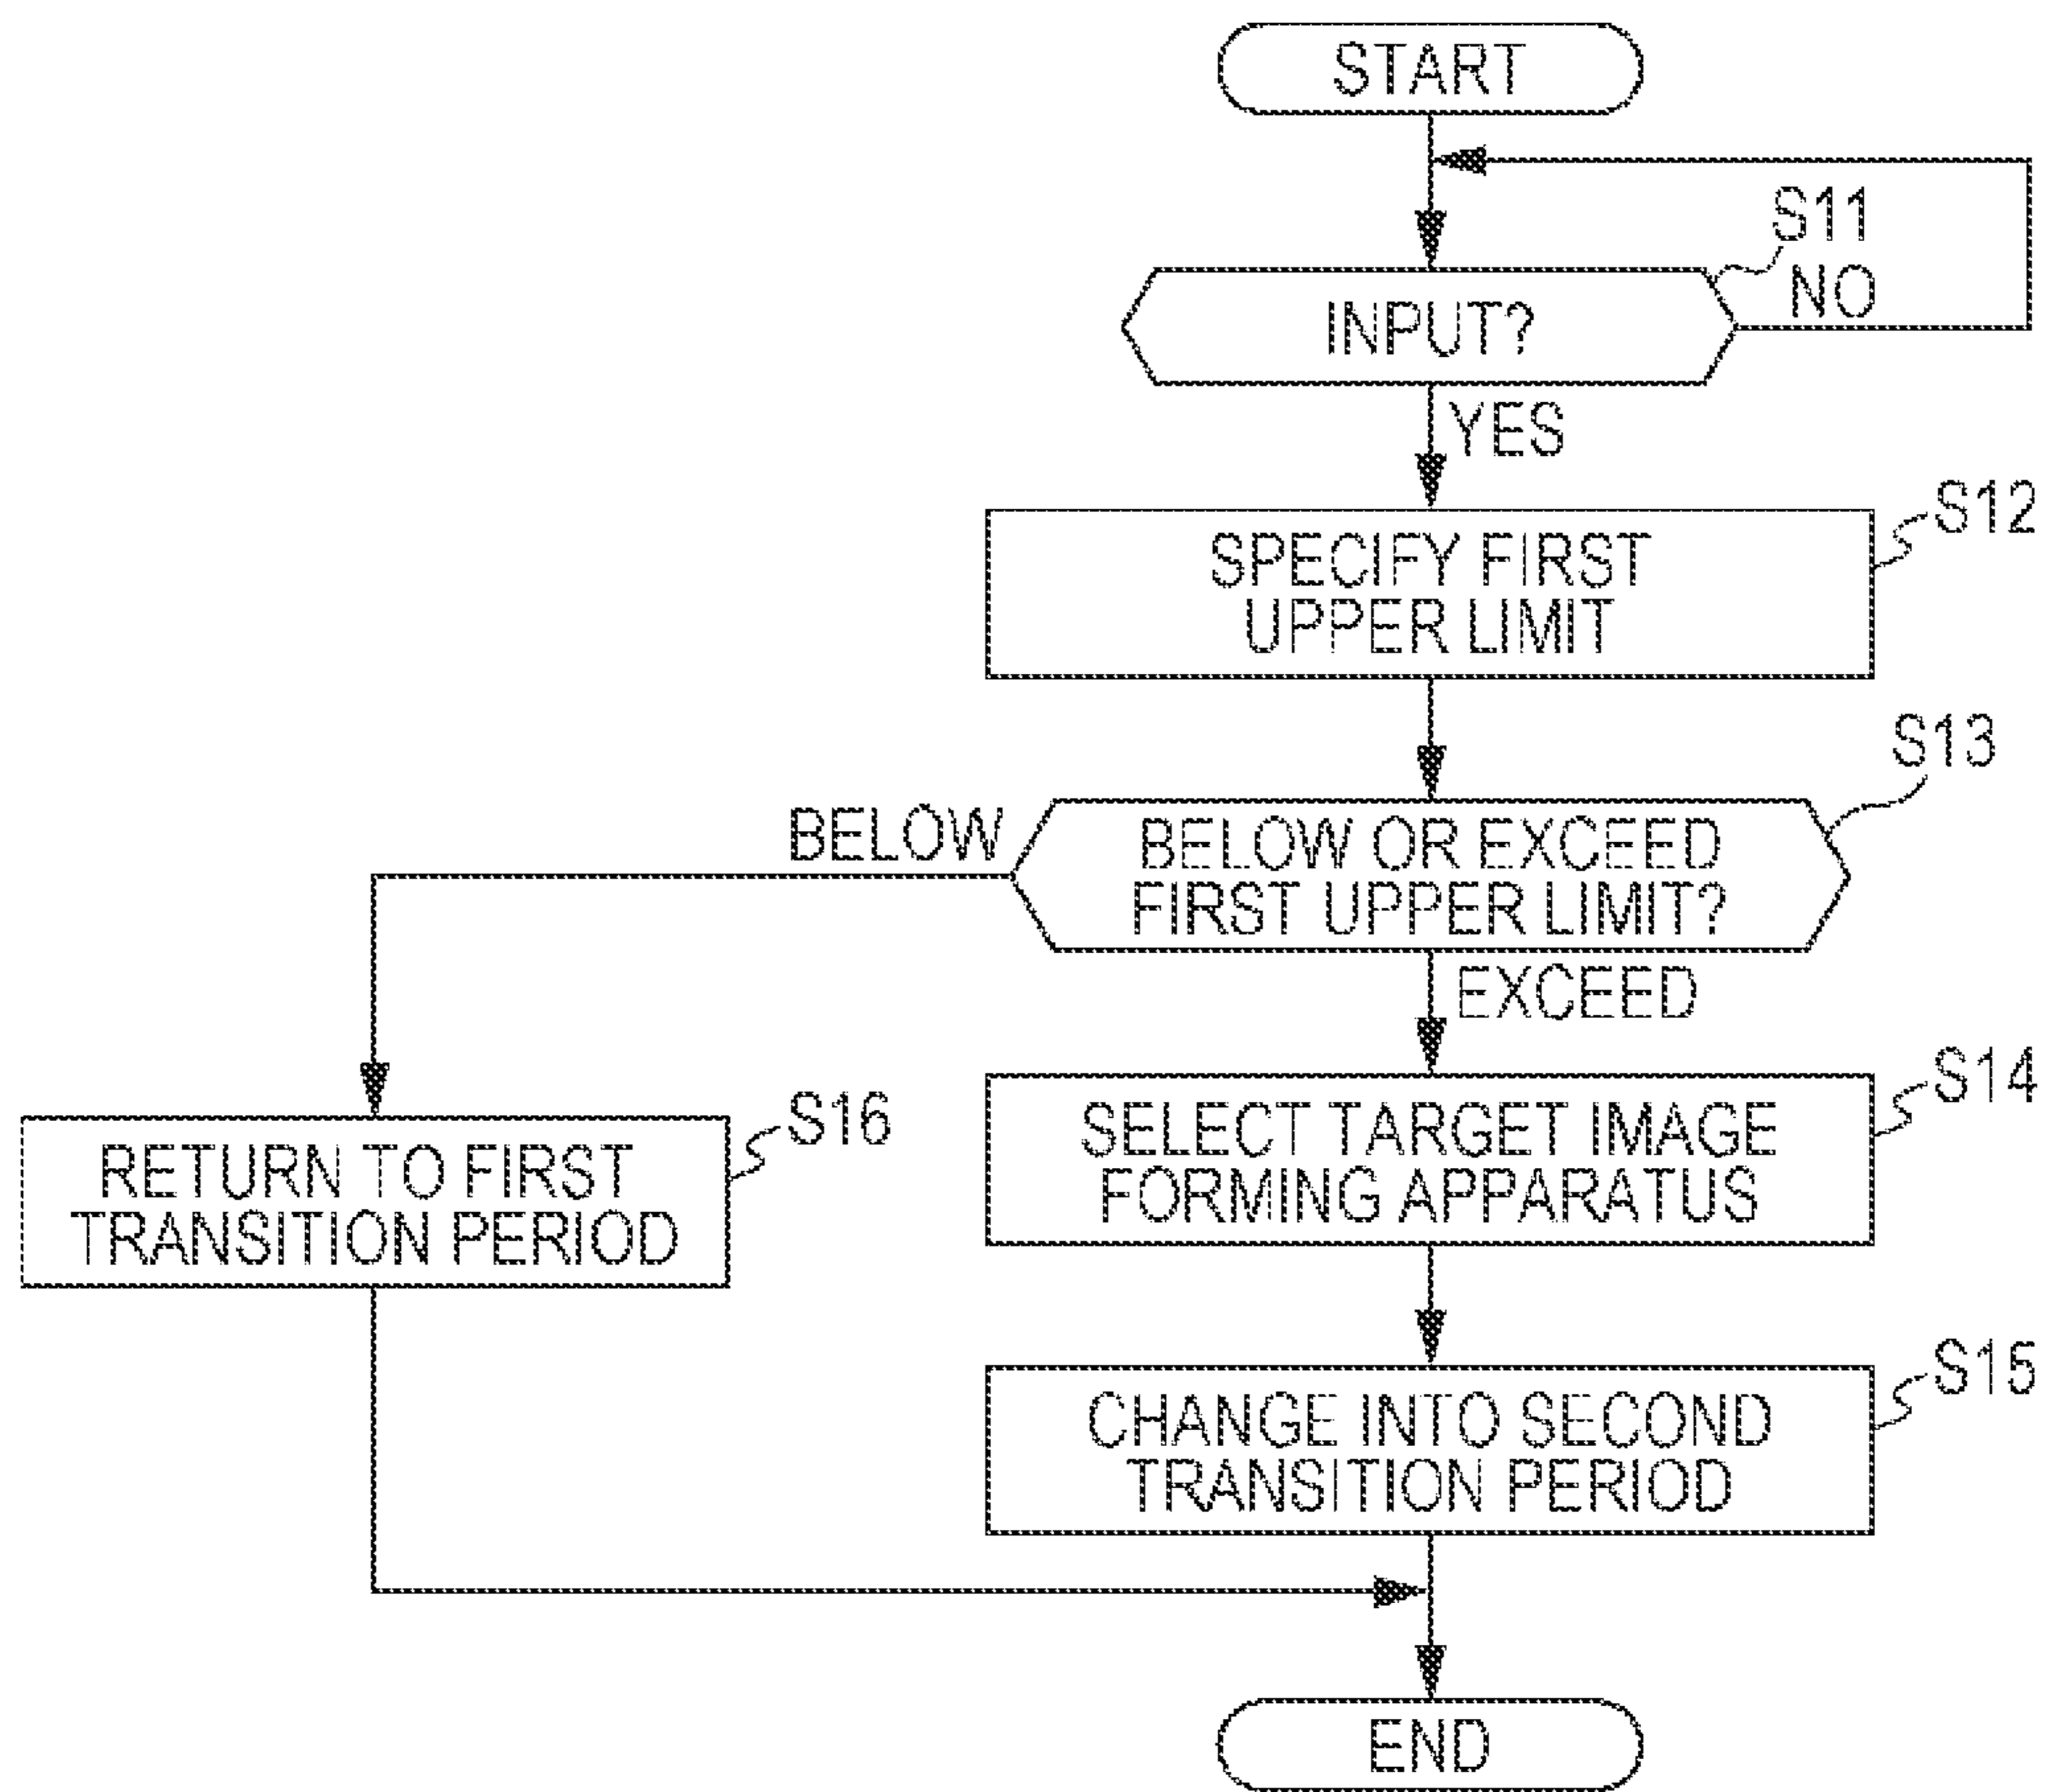 START
S11
NO
INPUT?
YES
S12
SPECIFY FIRST
UPPER LIMIT
S13
BELOW
BELOW OR EXCEED
FIRST UPPER LIMIT?
EXCEED
S14
SELECT TARGET IMAGE
FORMING APPARATUS
S16
RETURN TO FIRST
TRANSITION PERIOD
S15
CHANGE INTO SECOND
TRANSITION PERIOD
END